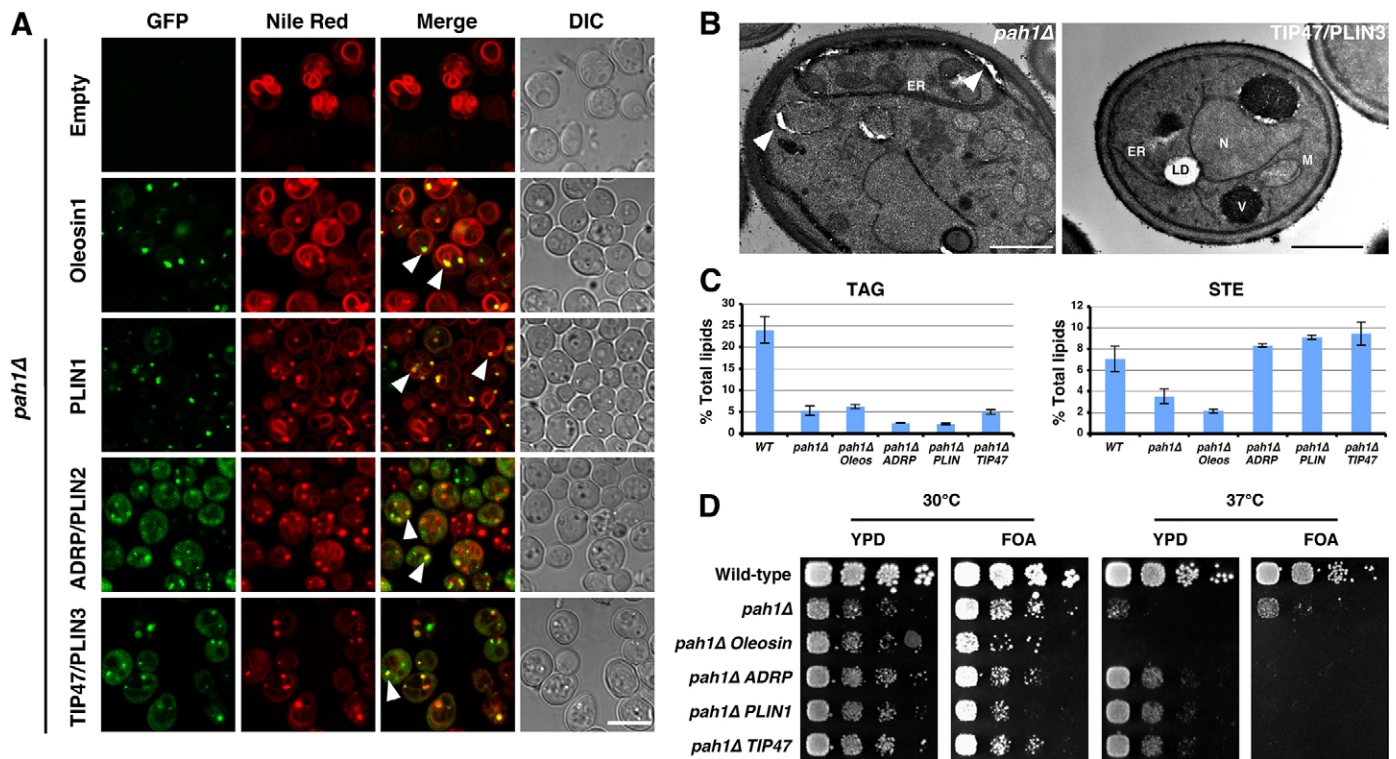 A
GFP Nile Red Merge DIC
pah1Δ
Empty
Oleosin1
PLIN1
ADRP/PLIN2
TIP47/PLIN3
B
pah1Δ
ER
TIP47/PLIN3
ER
N
M
LD
V
C
TAG
% Total lipids
30
25
20
15
10
5
0
WT pah1Δ pah1Δ pah1Δ pah1Δ pah1Δ
Oleos ADRP PLIN TIP47
STE
% Total lipids
12
10
8
6
4
2
0
WT pah1Δ pah1Δ pah1Δ pah1Δ pah1Δ
Oleos ADRP PLIN TIP47
D
30°C 37°C
YPD FOA YPD FOA
Wild-type
pah1Δ
pah1Δ Oleosin
pah1Δ ADRP
pah1Δ PLIN1
pah1Δ TIP47